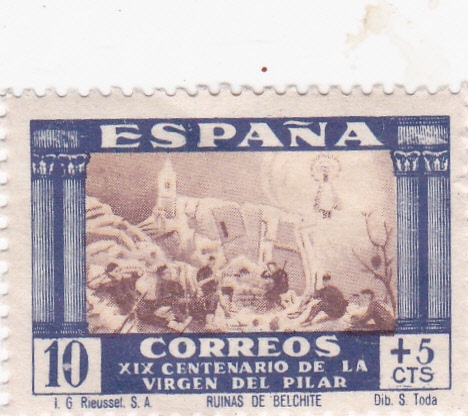 ESPAÑA
10
CORREOS
XIX CENTENARIO DE LA
VIRGEN DEL PILAR
+5
CTS
I. G. Rieusset. S. A. RUINAS DE BELCHITE Dib. S. Toda